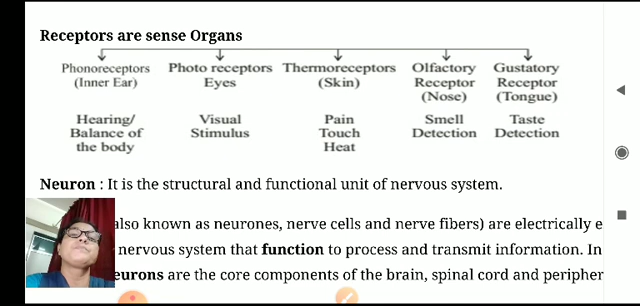 Receptors are sense Organs
Phonoreceptors Photo receptors Thermoreceptors Olfactory Gustatory
(Inner Ear) Eyes (Skin) Receptor Receptor
(Nose) (Tongue)
Hearing/ Visual Pain Smell Taste
Balance of Stimulus Touch Detection Detection
the body Heat
Neuron : It is the structural and functional unit of nervous system.
also known as neurones, nerve cells and nerve fibers) are electrically e
nervous system that function to process and transmit information. In
eurons are the core components of the brain, spinal cord and peripher